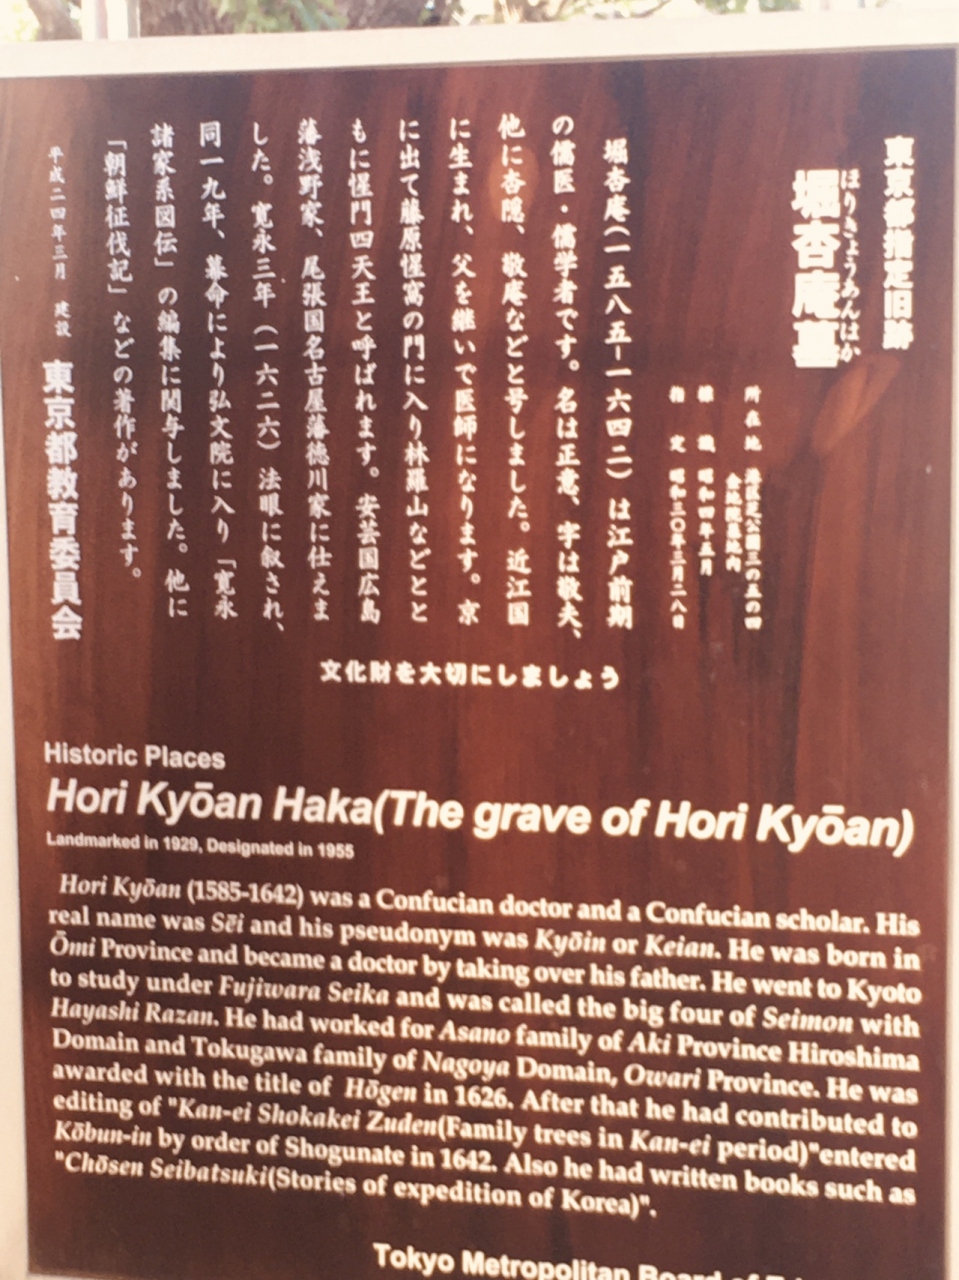 東京都指定旧跡
ほりきょうあんはか
堀杏庵墓
所在地 港区芝公園三の五の四
金地院墓地内
標識 昭和四年五月
指定 昭和三〇年三月二八日
堀杏庵(一五八五ー一六四二)は江戸前期
の儒医・儒学者です。名は正意、字は敬夫、
他に杏隠、敬庵などと号しました。近江国
に生まれ、父を継いで医師になります。京
に出て藤原惺窩の門に入り林羅山などとと
もに惺門四天王と呼ばれます。安芸国広島
藩浅野家、尾張国名古屋藩徳川家に仕えま
した。寛永三年(一六二六)法眼に叙され、
同一九年、幕命により弘文院に入り「寛永
諸家系図伝」の編集に関与しました。他に
「朝鮮征伐記」などの著作があります。
平成二四年三月 建設 東京都教育委員会
文化財を大切にしましょう
Historic Places
Hori Kyōan Haka(The grave of Hori Kyōan)
Landmarked in 1929, Designated in 1955
Hori Kyōan (1585-1642) was a Confucian doctor and a Confucian scholar. His
real name was Sēi and his pseudonym was Kyōin or Keian. He was born in
Ōmi Province and became a doctor by taking over his father. He went to Kyoto
to study under Fujiwara Seika and was called the big four of Seimon with
Hayashi Razan. He had worked for Asano family of Aki Province Hiroshima
Domain and Tokugawa family of Nagoya Domain, Owari Province. He was
awarded with the title of Hōgen in 1626. After that he had contributed to
editing of "Kan-ei Shokakei Zuden(Family trees in Kan-ei period)"entered
Kōbun-in by order of Shogunate in 1642. Also he had written books such as
"Chōsen Seibatsuki(Stories of expedition of Korea)".
Tokyo Metropolitan Board of